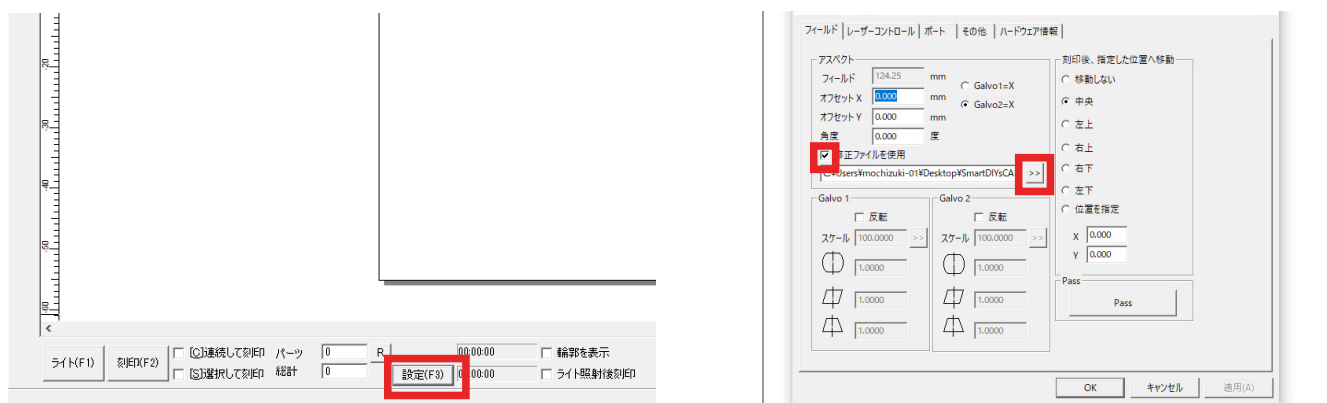 -20
-30
-40
-50
-60
<
ライト(F1)
刻印(F2)
[C]連続して刻印
パーツ
0
R
00:00:00
輪郭を表示
[S]選択して刻印
総計
0
設定(F3)
:00:00
ライト照射後刻印
フィールド
レーザーコントロール
ポート
その他
ハードウェア情報
アスペクト
フィールド
124.25
mm
Galvo1=X
オフセット X
0.000
mm
Galvo2=X
オフセット Y
0.000
mm
角度
0.000
度
修正ファイルを使用
C:¥Users¥mochizuki-01¥Desktop¥SmartDIYsCA
>>
Galvo 1
反転
スケール
100.0000
>>
1.0000
1.0000
1.0000
Galvo 2
反転
スケール
100.0000
>>
1.0000
1.0000
1.0000
刻印後、指定した位置へ移動
移動しない
中央
左上
右上
右下
左下
位置を指定
X
0.000
Y
0.000
Pass
Pass
OK
キャンセル
適用(A)